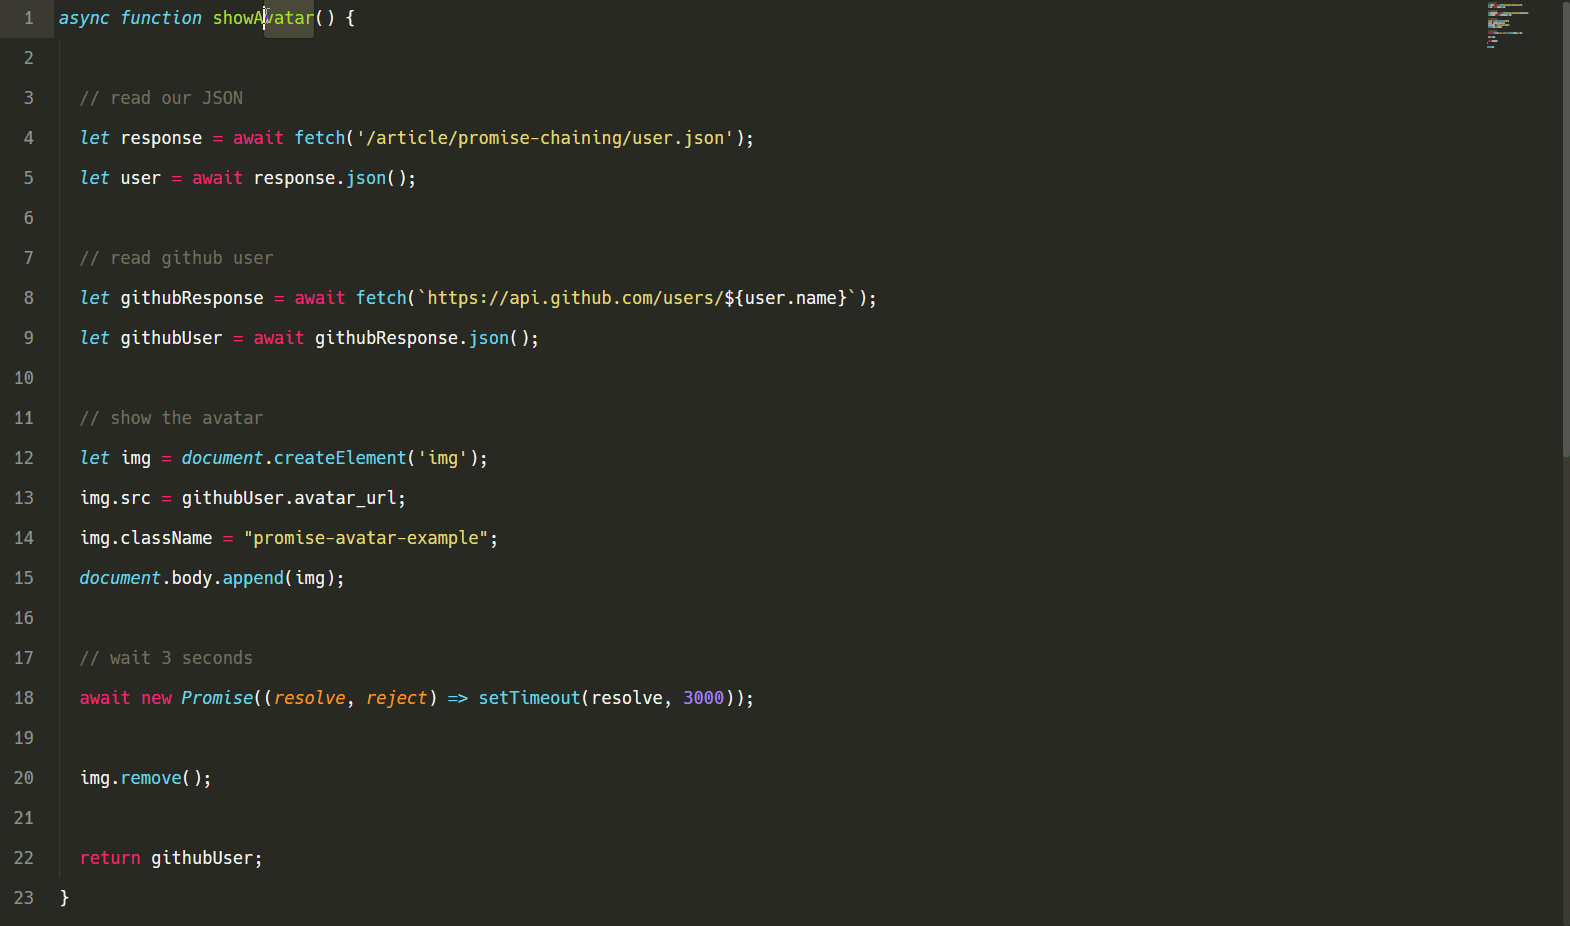 1 async function showAvatar() {
2
3 // read our JSON
4 let response = await fetch('/article/promise-chaining/user.json');
5 let user = await response.json();
6
7 // read github user
8 let githubResponse = await fetch(`https://api.github.com/users/${user.name}`);
9 let githubUser = await githubResponse.json();
10
11 // show the avatar
12 let img = document.createElement('img');
13 img.src = githubUser.avatar_url;
14 img.className = "promise-avatar-example";
15 document.body.append(img);
16
17 // wait 3 seconds
18 await new Promise((resolve, reject) => setTimeout(resolve, 3000));
19
20 img.remove();
21
22 return githubUser;
23 }